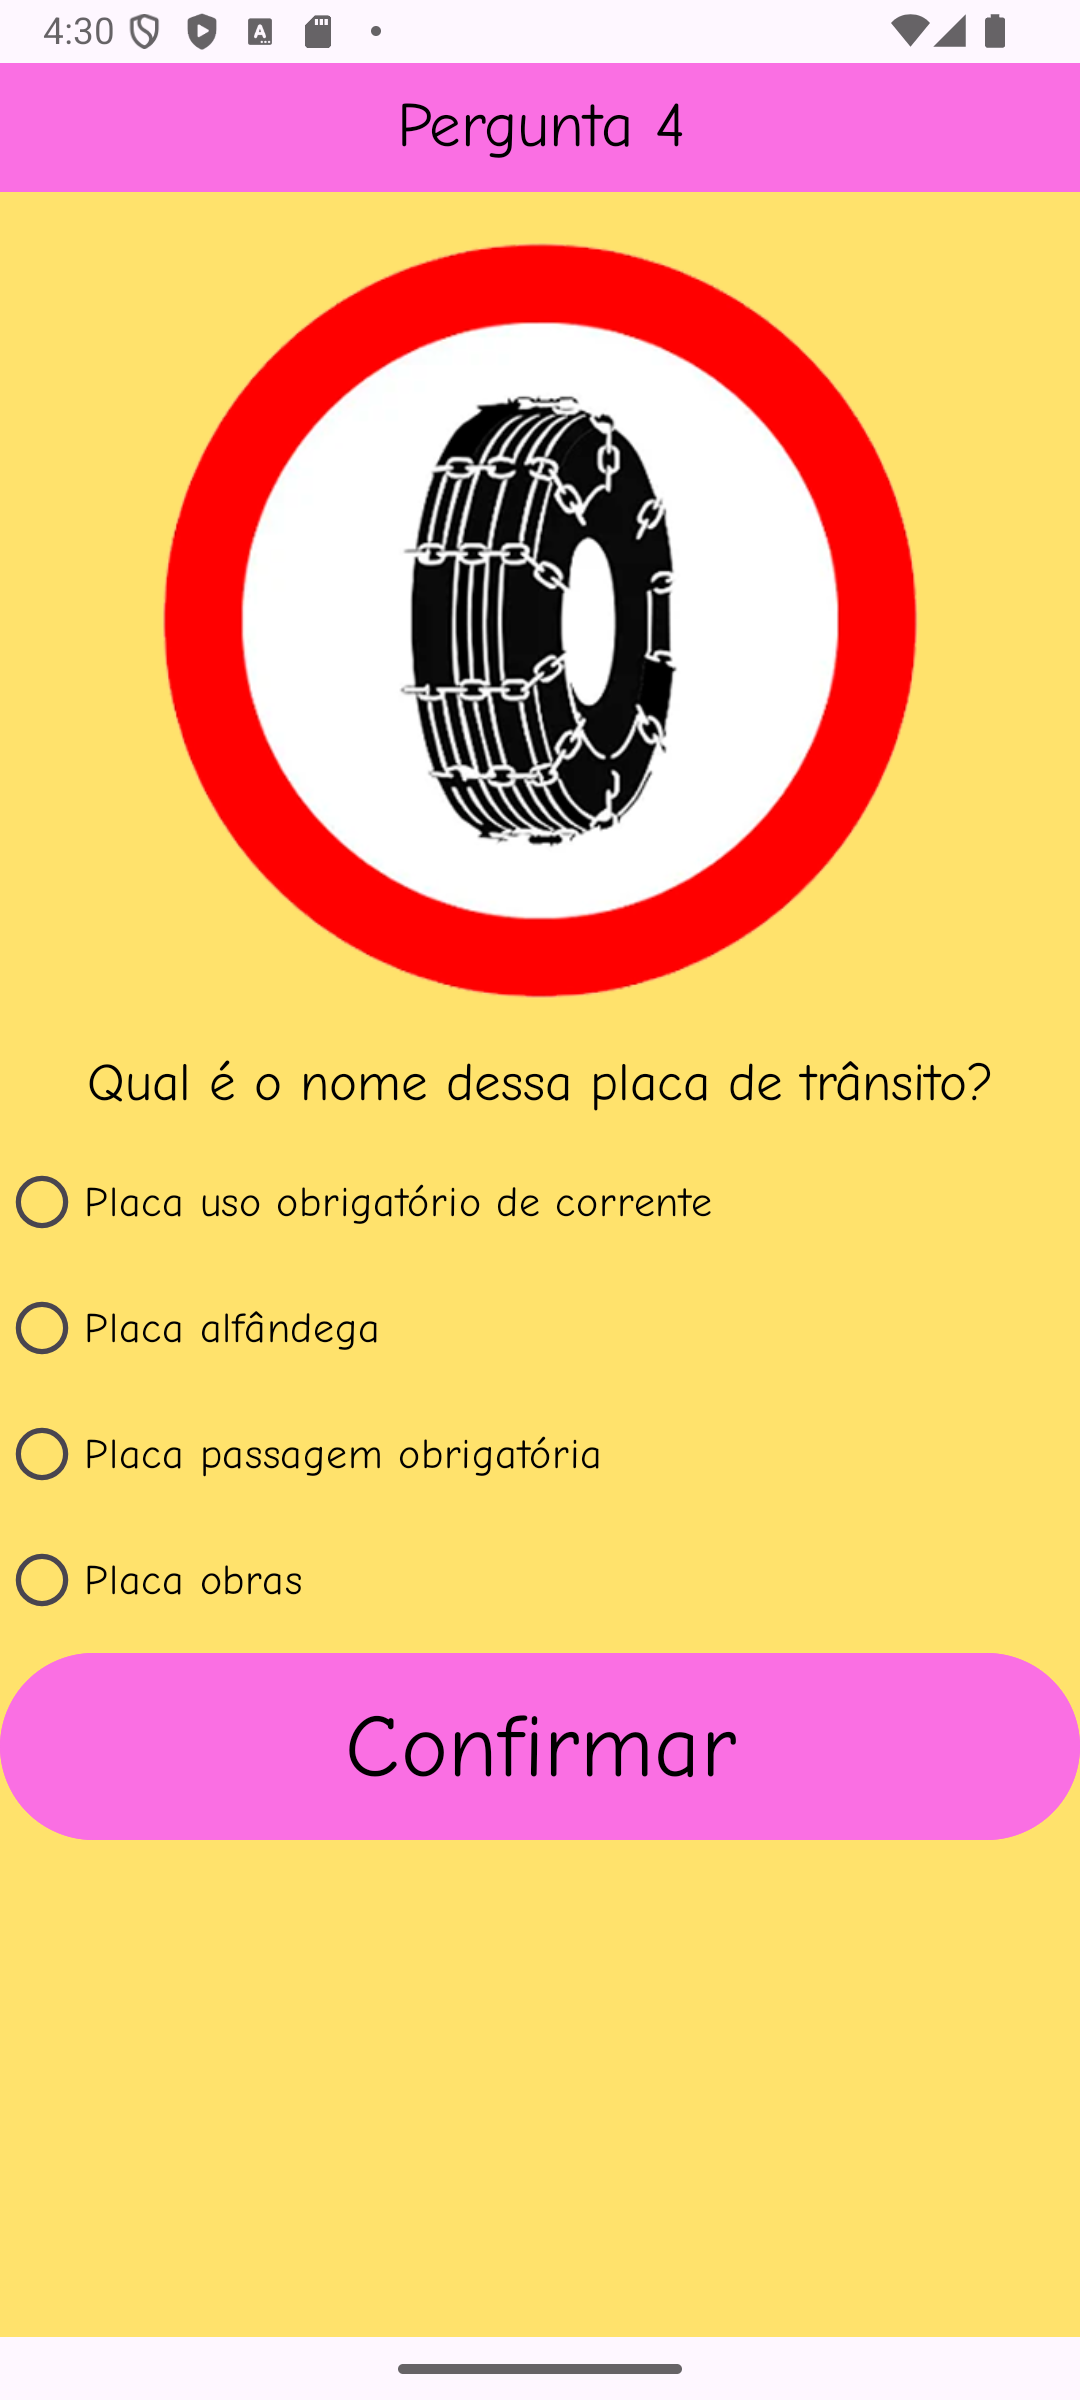 4:30
Pergunta 4
Qual é o nome dessa placa de trânsito?
Placa uso obrigatório de corrente
Placa alfândega
Placa passagem obrigatória
Placa obras
Confirmar